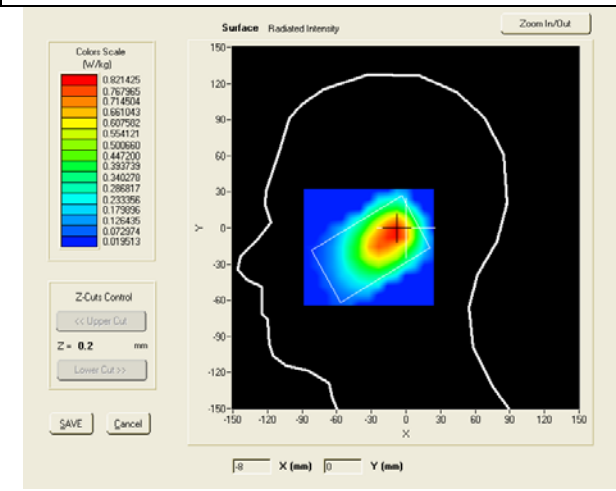 Surface Radiated Intensity
Zoom In/Out
Colors Scale
(W/kg)
0.821425
0.767965
0.714504
0.661043
0.607582
0.554121
0.500660
0.447200
0.393739
0.340278
0.286817
0.233356
0.179896
0.126435
0.072974
0.019513
Z-Cuts Control
<< Upper Cut
Z = 0.2 mm
Lower Cut >>
SAVE Cancel
150
120
90
60
30
0
-30
-60
-90
-120
-150
Y
-150 -120 -90 -60 -30 0 30 60 90 120 150
X
-8 X (mm) 0 Y (mm)